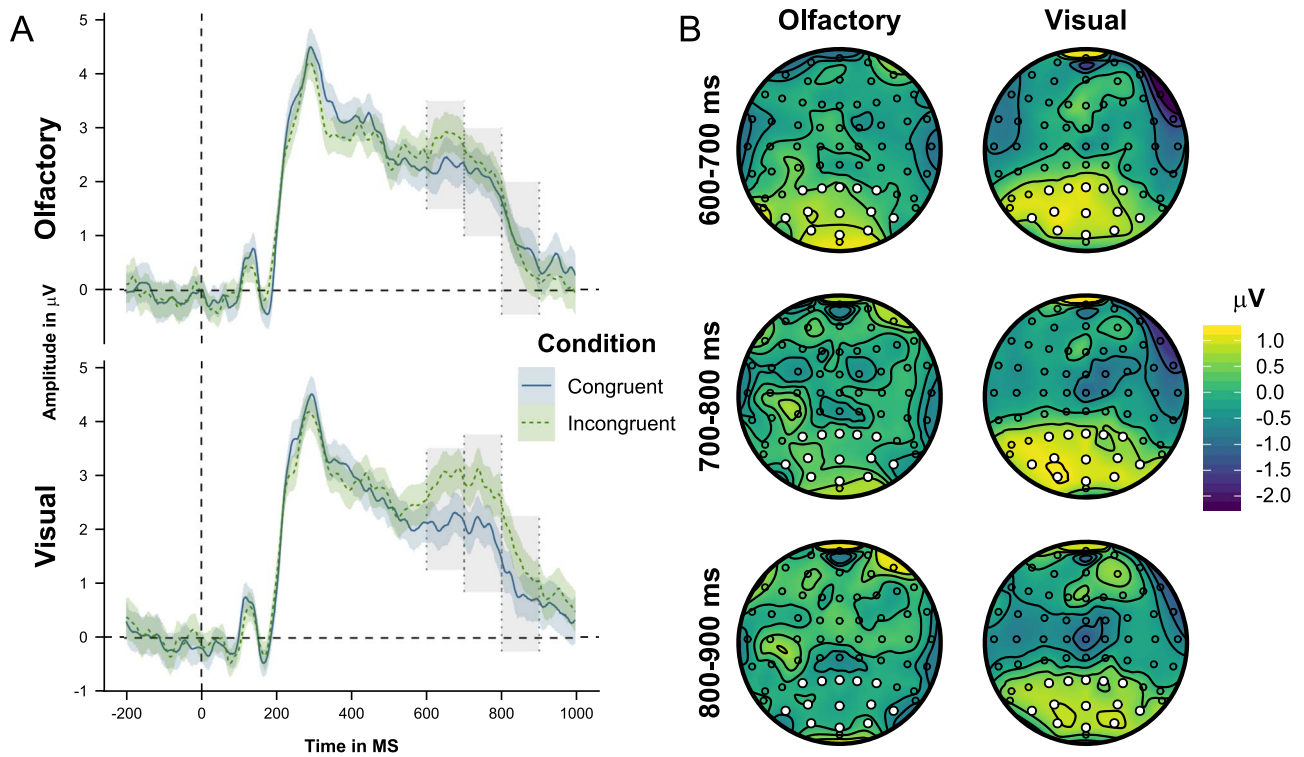 A
Olfactory
5
4
3
2
1
0
Amplitude in μV
Visual
5
4
3
2
1
0
-1
-200
0
200
400
600
800
1000
Time in MS
Condition
Congruent
Incongruent
B
Olfactory
Visual
600-700 ms
700-800 ms
800-900 ms
μV
1.0
0.5
0.0
-0.5
-1.0
-1.5
-2.0